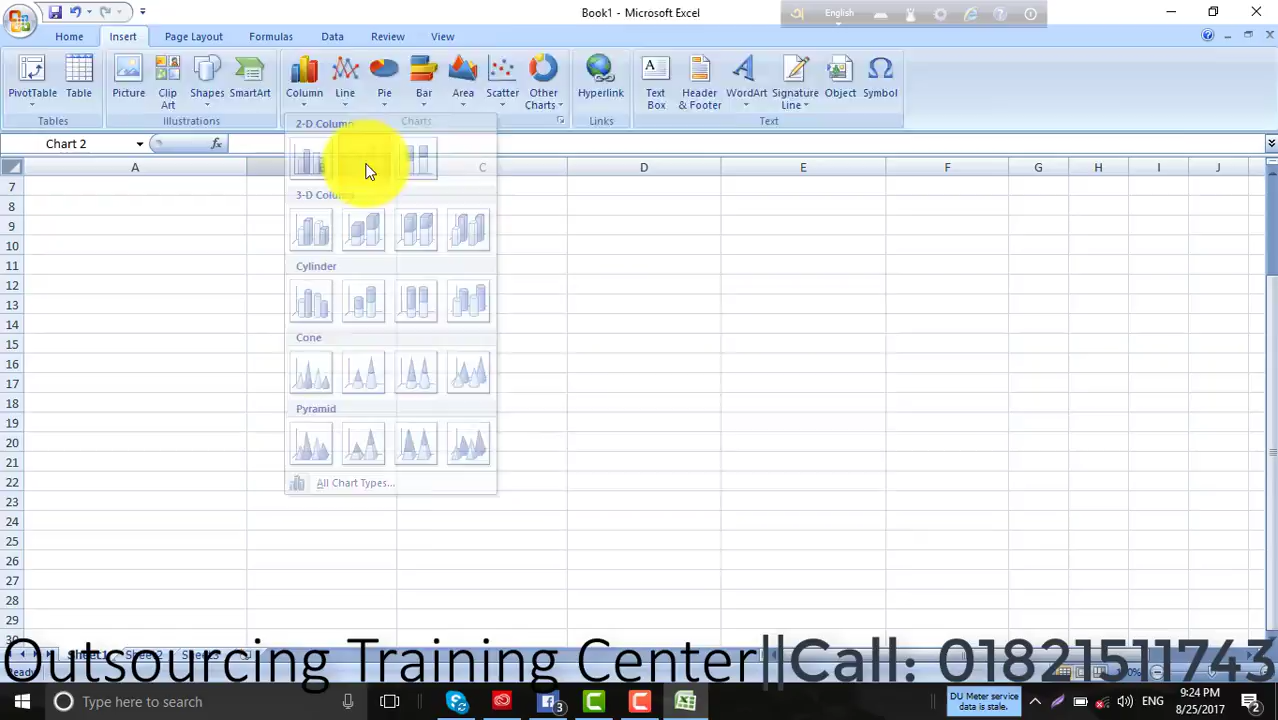 Book1 - Microsoft Excel
English
Home Insert Page Layout Formulas Data Review View
PivotTable Table Picture Clip Art Shapes SmartArt Column Line Pie Bar Area Scatter Other Charts Hyperlink Text Box Header & Footer WordArt Signature Line Object Symbol
Tables Illustrations Charts Links Text
Chart 2
fx
A C D E F G H I J
2-D Column
3-D Column
Cylinder
Cone
Pyramid
All Chart Types...
7
8
9
10
11
12
13
14
15
16
17
18
19
20
21
22
23
24
25
26
27
28
29
30
Outsourcing Training Center||Call: 01821511743
Type here to search
3
DU Meter service data is stale.
ENG
9:24 PM
8/25/2017
2